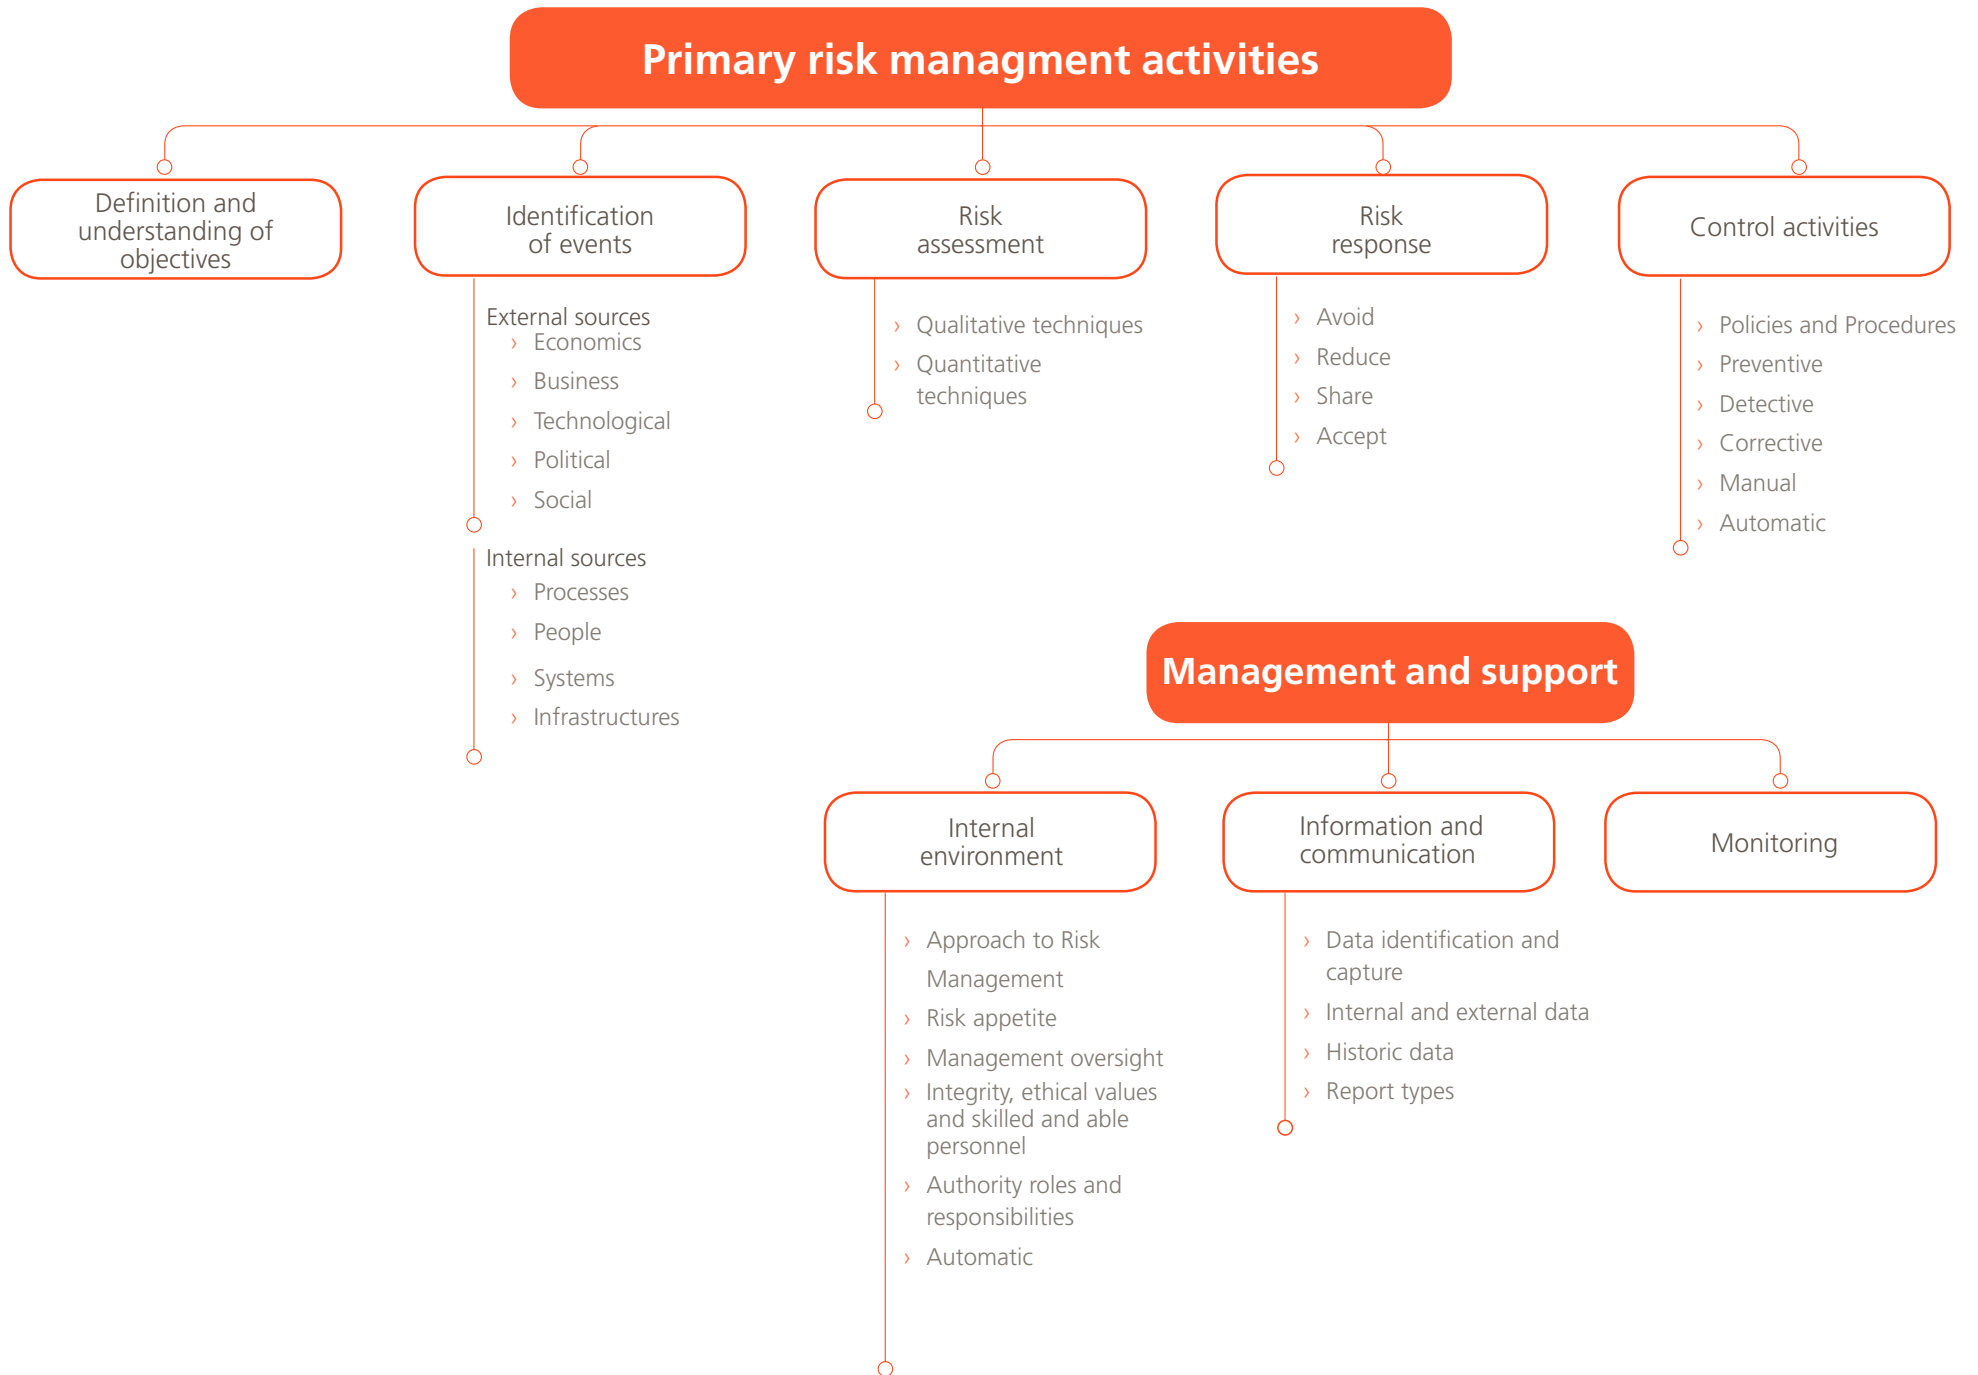 Primary risk managment activities
Definition and
understanding of
objectives
Identification
of events
External sources
› Economics
› Business
› Technological
› Political
› Social
Internal sources
› Processes
› People
› Systems
› Infrastructures
Risk
assessment
› Qualitative techniques
› Quantitative
techniques
Risk
response
› Avoid
› Reduce
› Share
› Accept
Control activities
› Policies and Procedures
› Preventive
› Detective
› Corrective
› Manual
› Automatic
Management and support
Internal
environment
› Approach to Risk
Management
› Risk appetite
› Management oversight
› Integrity, ethical values
and skilled and able
personnel
› Authority roles and
responsibilities
› Automatic
Information and
communication
› Data identification and
capture
› Internal and external data
› Historic data
› Report types
Monitoring